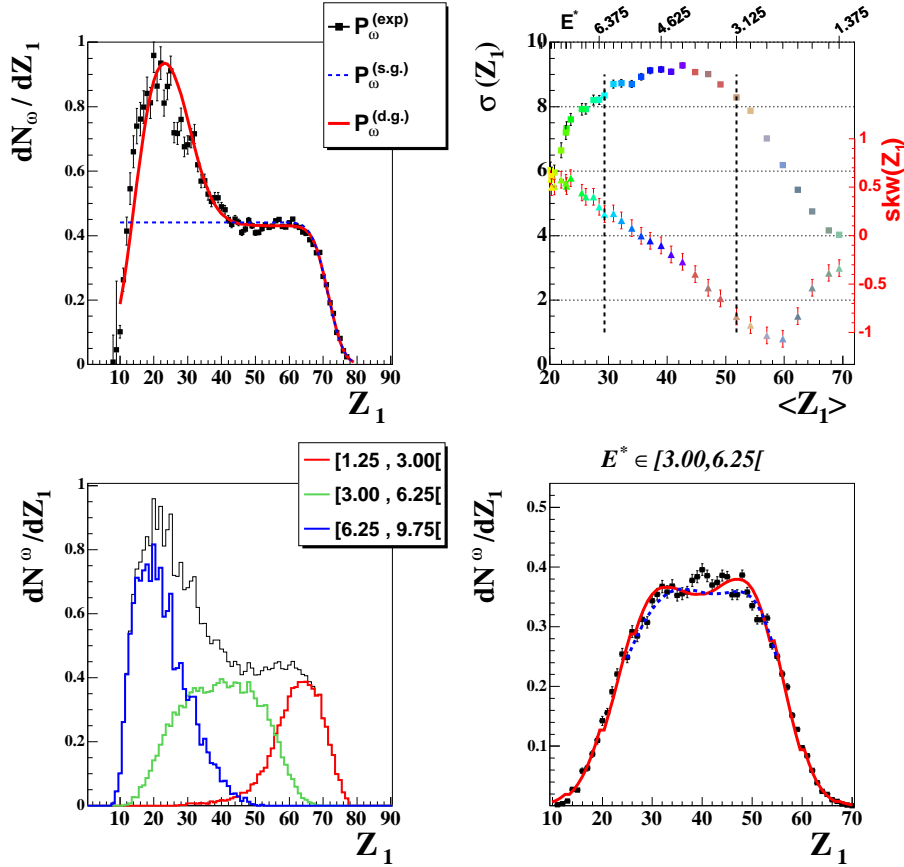 dN_ω / dZ_1
P_ω^(exp)
P_ω^(s.g.)
P_ω^(d.g.)
1
0.8
0.6
0.4
0.2
0
10 20 30 40 50 60 70 80 90
Z_1
E* 6.375 4.625 3.125 1.375
σ(Z_1)
10
8
6
4
2
0
1
0.5
0
-0.5
-1
skw(Z_1)
20 30 40 50 60 70
<Z_1>
dN^ω/dZ_1
[1.25 , 3.00[
[3.00 , 6.25[
[6.25 , 9.75[
1
0.8
0.6
0.4
0.2
0
10 20 30 40 50 60 70 80 90
Z_1
E* ∈ [3.00,6.25[
dN^ω/dZ_1
0.5
0.4
0.3
0.2
0.1
0
10 20 30 40 50 60 70
Z_1